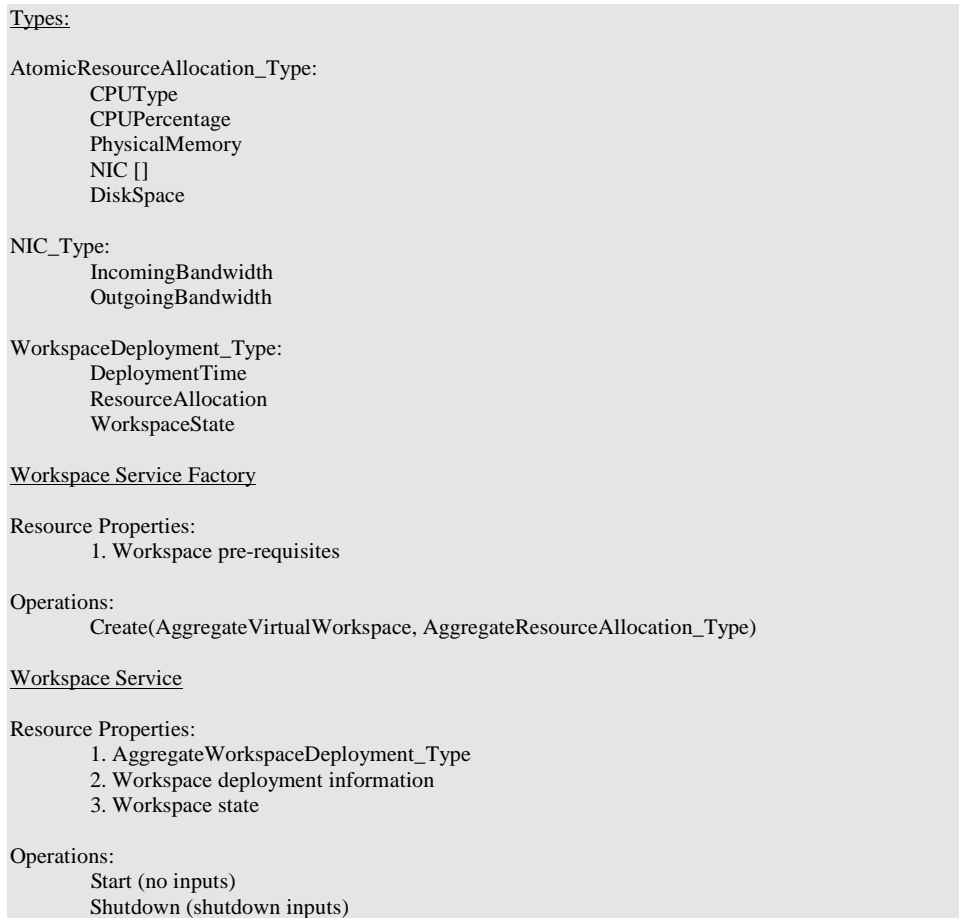 Types:
AtomicResourceAllocation_Type:
CPUType
CPUPercentage
PhysicalMemory
NIC []
DiskSpace
NIC_Type:
IncomingBandwidth
OutgoingBandwidth
WorkspaceDeployment_Type:
DeploymentTime
ResourceAllocation
WorkspaceState
Workspace Service Factory
Resource Properties:
1. Workspace pre-requisites
Operations:
Create(AggregateVirtualWorkspace, AggregateResourceAllocation_Type)
Workspace Service
Resource Properties:
1. AggregateWorkspaceDeployment_Type
2. Workspace deployment information
3. Workspace state
Operations:
Start (no inputs)
Shutdown (shutdown inputs)